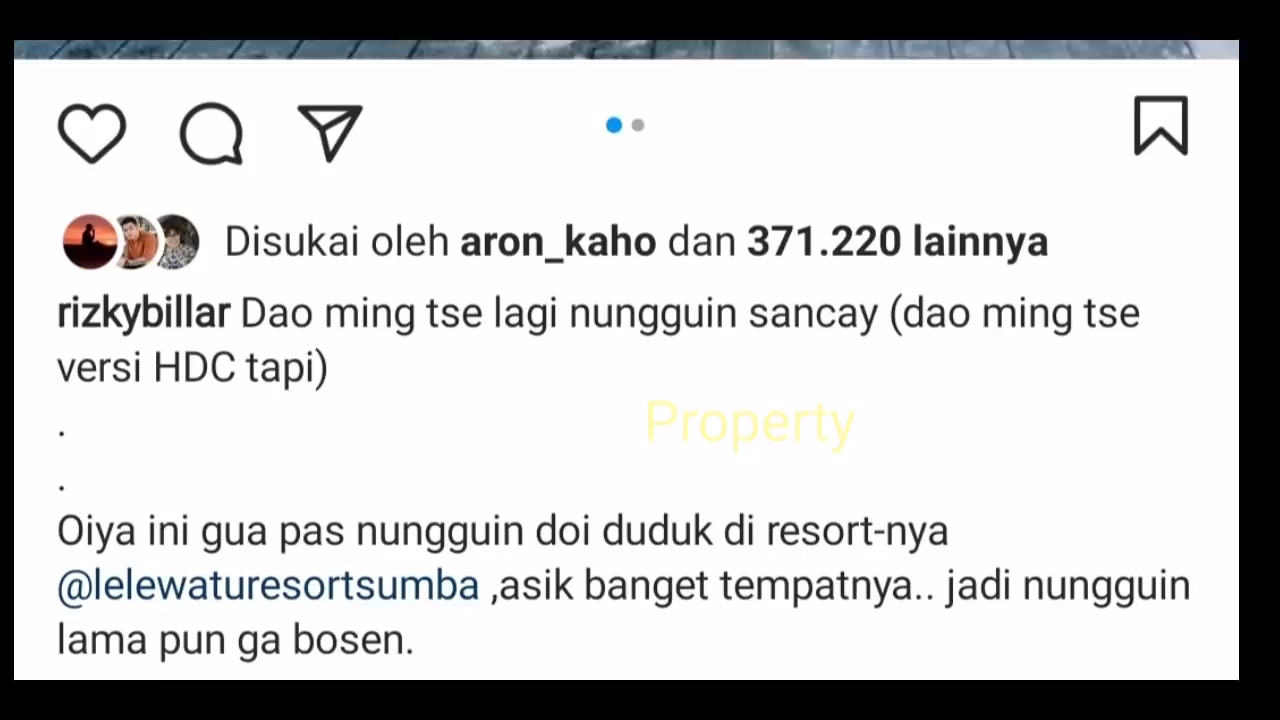 Disukai oleh aron_kaho dan 371.220 lainnya
rizkybillar Dao ming tse lagi nungguin sancay (dao ming tse
versi HDC tapi)
.
Property
.
Oiya ini gua pas nungguin doi duduk di resort-nya
@lelewaturesortsumba ,asik banget tempatnya.. jadi nungguin
lama pun ga bosen.